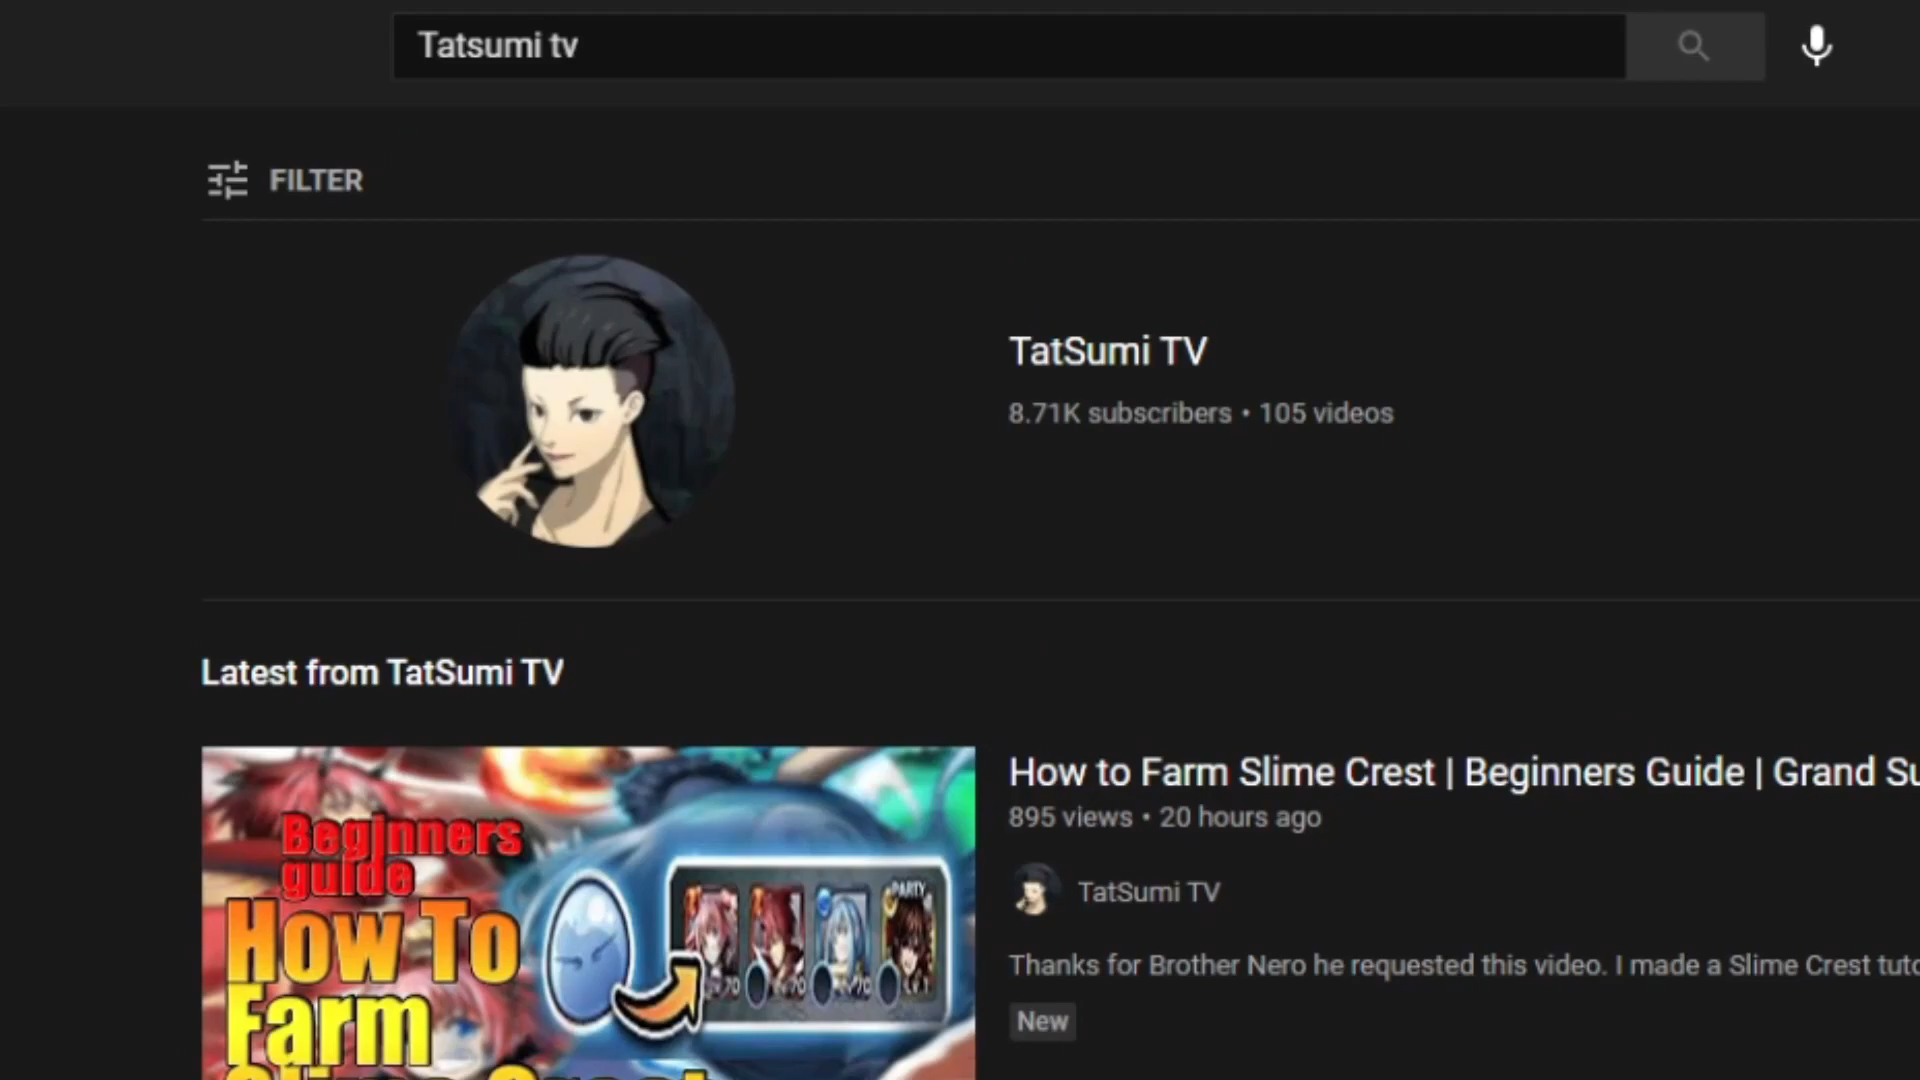 Tatsumi tv
FILTER
TatSumi TV
8.71K subscribers • 105 videos
Latest from TatSumi TV
How to Farm Slime Crest | Beginners Guide | Grand Su
895 views • 20 hours ago
TatSumi TV
Thanks for Brother Nero he requested this video. I made a Slime Crest tuto
New
Beginners
guide
How To
Farm
Slime Crest
PARTY